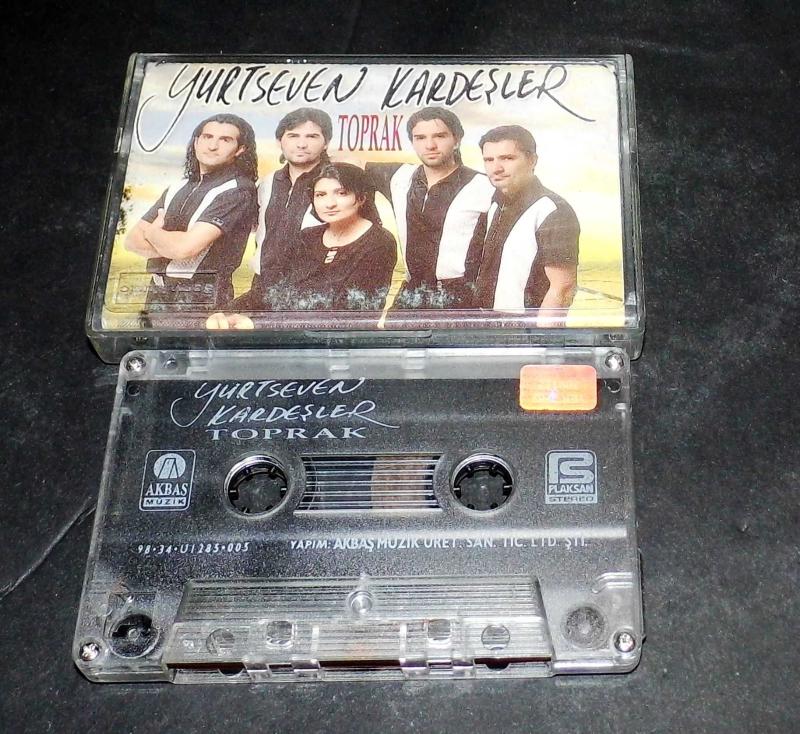 YURTSEVEN KARDEŞLER
TOPRAK
YURTSEVEN
KARDEŞLER
TOPRAK
AKBAŞ
MÜZİK
PLAKSAN
STEREO
98·34·U1285·005
YAPIM: AKBAŞ MÜZİK ÜRET. SAN. TİC. LTD. ŞTİ.